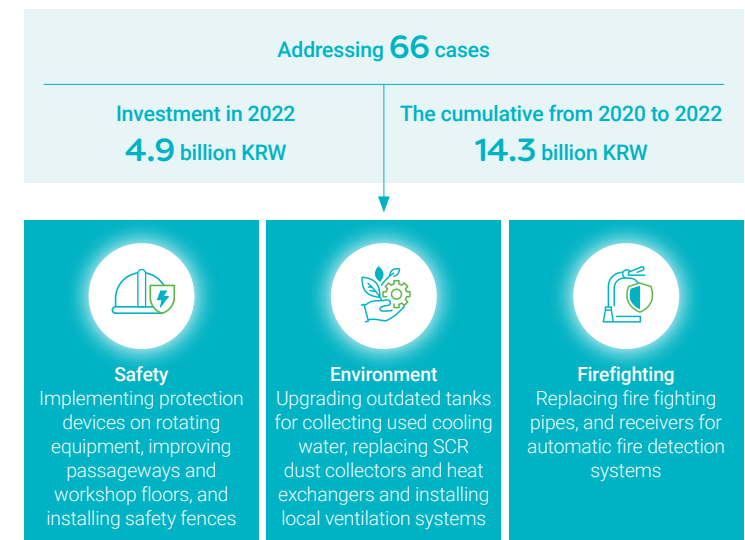 Addressing 66 cases
Investment in 2022
4.9 billion KRW
The cumulative from 2020 to 2022
14.3 billion KRW
Safety
Implementing protection
devices on rotating
equipment, improving
passageways and
workshop floors, and
installing safety fences
Environment
Upgrading outdated tanks
for collecting used cooling
water, replacing SCR
dust collectors and heat
exchangers and installing
local ventilation systems
Firefighting
Replacing fire fighting
pipes, and receivers for
automatic fire detection
systems